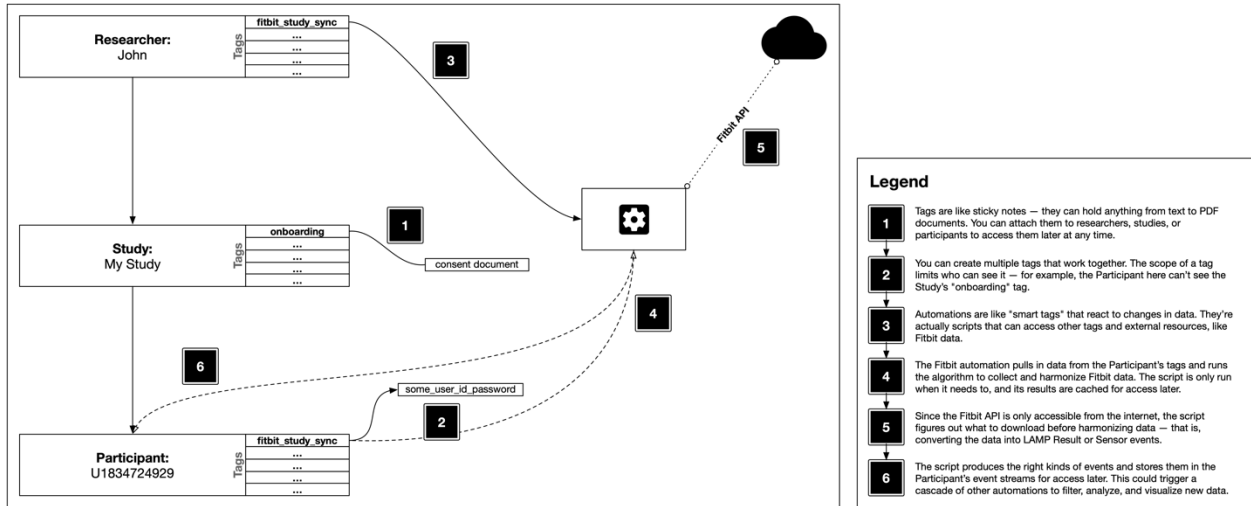 Researcher:
John
Tags
fitbit_study_sync
...
...
...
...
3
Fitbit API
5
Study:
My Study
Tags
onboarding
...
...
...
...
1
consent document
4
6
some_user_id_password
2
Participant:
U1834724929
Tags
fitbit_study_sync
...
...
...
...
Legend
1
Tags are like sticky notes — they can hold anything from text to PDF
documents. You can attach them to researchers, studies, or
participants to access them later at any time.
2
You can create multiple tags that work together. The scope of a tag
limits who can see it — for example, the Participant here can't see the
Study's "onboarding" tag.
3
Automations are like "smart tags" that react to changes in data. They're
actually scripts that can access other tags and external resources, like
Fitbit data.
4
The Fitbit automation pulls in data from the Participant's tags and runs
the algorithm to collect and harmonize Fitbit data. The script is only run
when it needs to, and its results are cached for access later.
5
Since the Fitbit API is only accessible from the internet, the script
figures out what to download before harmonizing data — that is,
converting the data into LAMP Result or Sensor events.
6
The script produces the right kinds of events and stores them in the
Participant's event streams for access later. This could trigger a
cascade of other automations to filter, analyze, and visualize new data.